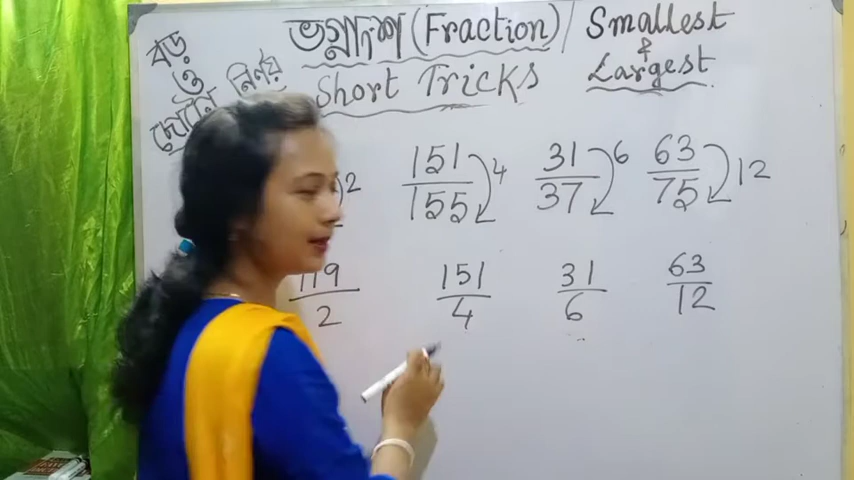 ভগ্নাংশ (Fraction) / Smallest
&
Largest
Short Tricks
বড়
ও
ছোট নির্ণয়
2 151 4 31 6 63 12
155 37 75
119 151 31 63
2 4 6 12